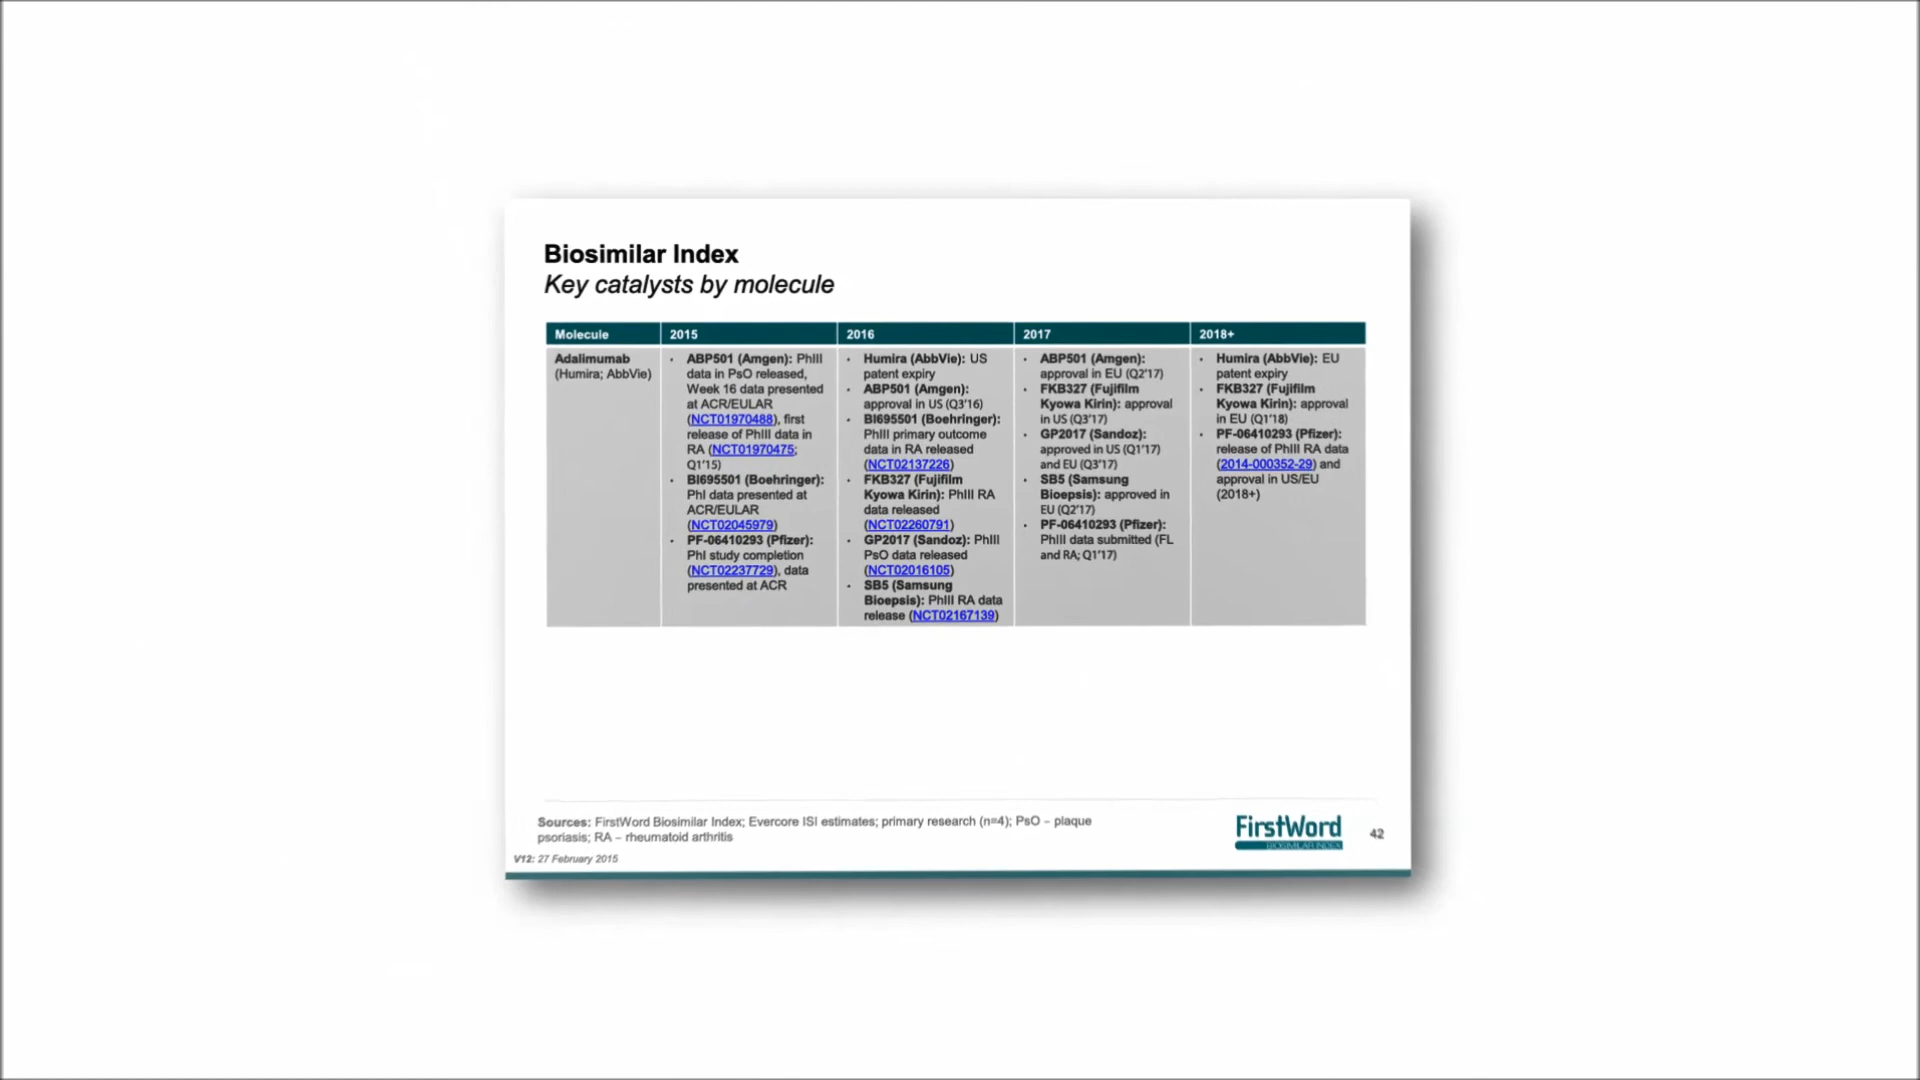 Biosimilar Index
Key catalysts by molecule
Molecule
2015
2016
2017
2018+
Adalimumab
(Humira; AbbVie)
• ABP501 (Amgen): PhIII
data in PsO released,
Week 16 data presented
at ACR/EULAR
(NCT01970488), first
release of PhIII data in
RA (NCT01970475;
Q1'15)
• BI695501 (Boehringer):
PhI data presented at
ACR/EULAR
(NCT02045979)
• PF-06410293 (Pfizer):
PhI study completion
(NCT02237729), data
presented at ACR
• Humira (AbbVie): US
patent expiry
• ABP501 (Amgen):
approval in US (Q3'16)
• BI695501 (Boehringer):
PhIII primary outcome
data in RA released
(NCT02137226)
• FKB327 (Fujifilm
Kyowa Kirin): PhIII RA
data released
(NCT02260791)
• GP2017 (Sandoz): PhIII
PsO data released
(NCT02016105)
• SB5 (Samsung
Bioepsis): PhIII RA data
release (NCT02167139)
• ABP501 (Amgen):
approval in EU (Q2'17)
• FKB327 (Fujifilm
Kyowa Kirin): approval
in US (Q3'17)
• GP2017 (Sandoz):
approved in US (Q1'17)
and EU (Q3'17)
• SB5 (Samsung
Bioepsis): approved in
EU (Q2'17)
• PF-06410293 (Pfizer):
PhIII data submitted (FL
and RA; Q1'17)
• Humira (AbbVie): EU
patent expiry
• FKB327 (Fujifilm
Kyowa Kirin): approval
in EU (Q1'18)
• PF-06410293 (Pfizer):
release of PhIII RA data
(2014-000352-29) and
approval in US/EU
(2018+)
Sources: FirstWord Biosimilar Index; Evercore ISI estimates; primary research (n=4); PsO – plaque
psoriasis; RA – rheumatoid arthritis
FirstWord
BIOSIMILAR INDEX
42
V12: 27 February 2015